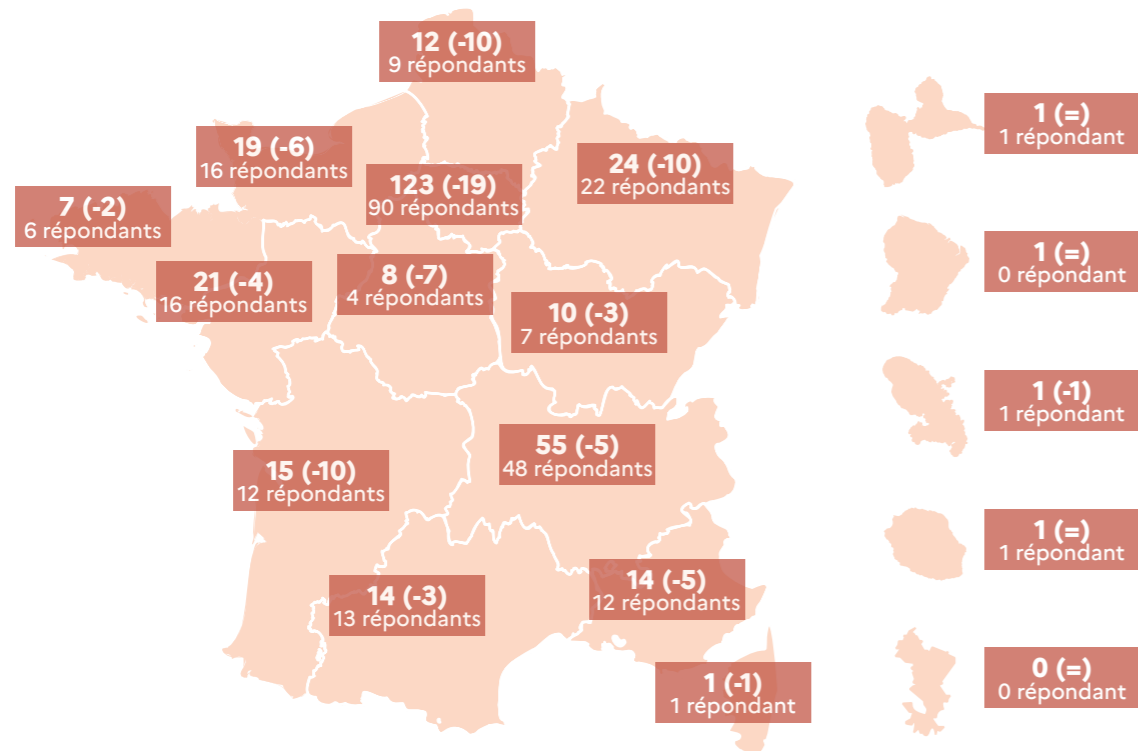 12 (-10)
9 répondants
19 (-6)
16 répondants
24 (-10)
22 répondants
123 (-19)
90 répondants
7 (-2)
6 répondants
21 (-4)
16 répondants
8 (-7)
4 répondants
10 (-3)
7 répondants
55 (-5)
48 répondants
15 (-10)
12 répondants
14 (-3)
13 répondants
14 (-5)
12 répondants
1 (-1)
1 répondant
1 (=)
1 répondant
1 (=)
0 répondant
1 (-1)
1 répondant
1 (=)
1 répondant
0 (=)
0 répondant